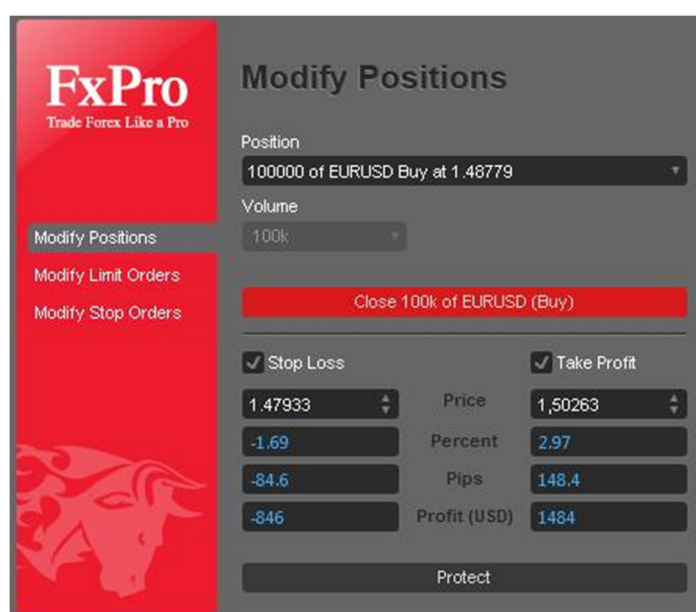 FxPro
Trade Forex Like a Pro
Modify Positions
Modify Limit Orders
Modify Stop Orders
Modify Positions
Position
100000 of EURUSD Buy at 1.48779
Volume
100k
Close 100k of EURUSD (Buy)
Stop Loss Take Profit
1.47933 Price 1,50263
-1.69 Percent 2.97
-84.6 Pips 148.4
-846 Profit (USD) 1484
Protect